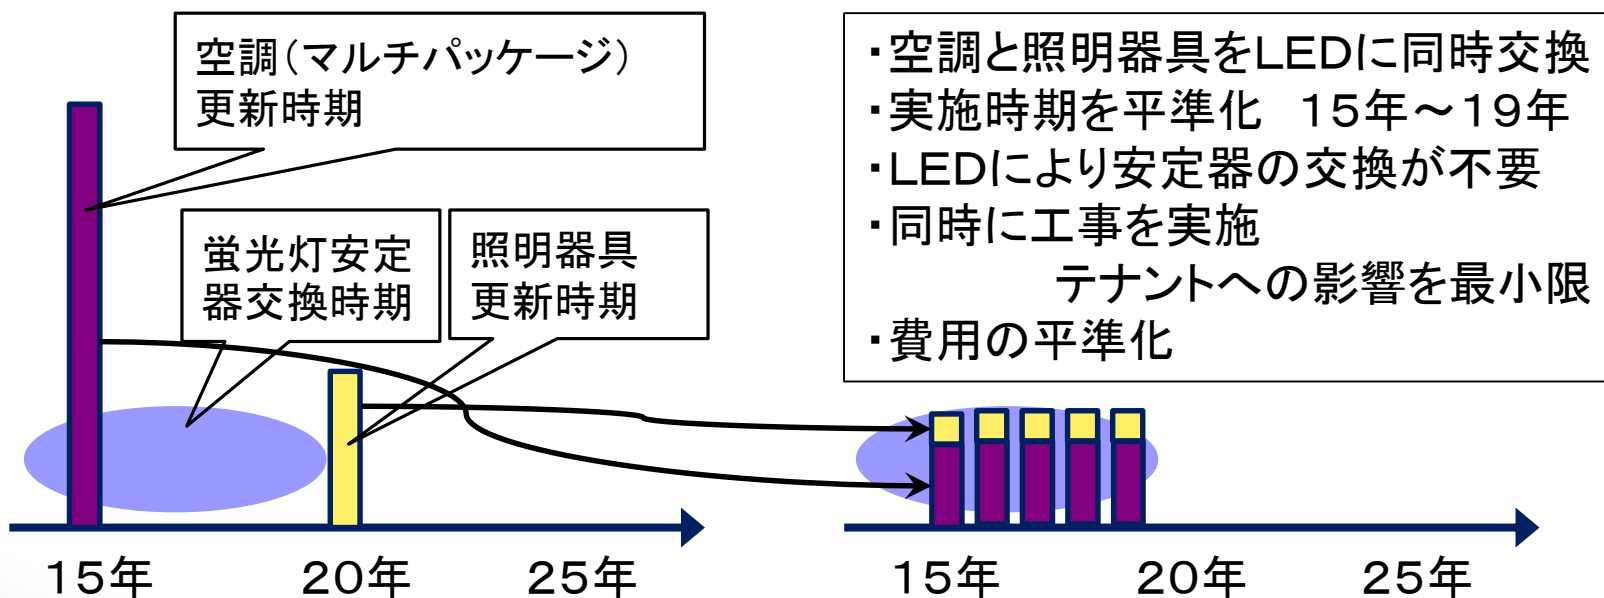 空調（マルチパッケージ）
更新時期
蛍光灯安定
器交換時期
照明器具
更新時期
15年
20年
25年
・空調と照明器具をLEDに同時交換
・実施時期を平準化　15年～19年
・LEDにより安定器の交換が不要
・同時に工事を実施
テナントへの影響を最小限
・費用の平準化
15年
20年
25年